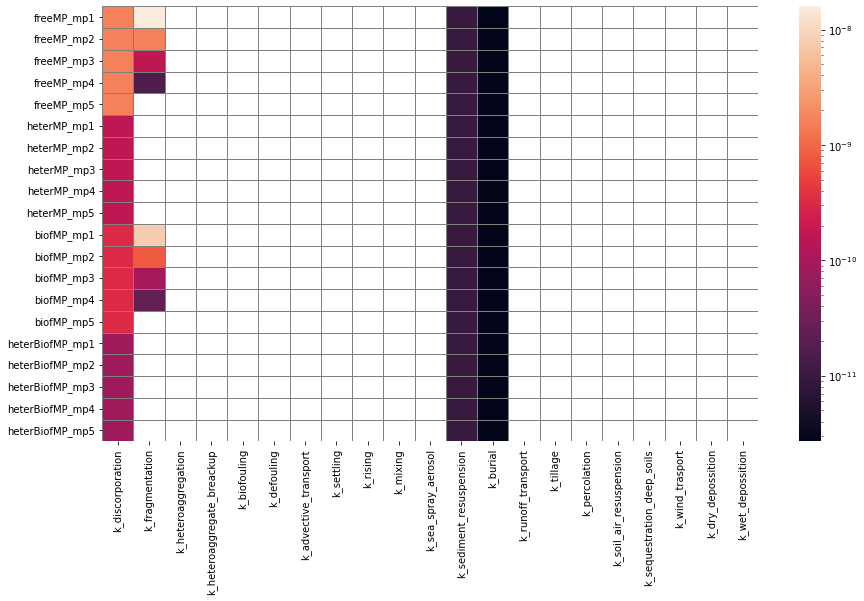 freeMP_mp1
freeMP_mp2
freeMP_mp3
freeMP_mp4
freeMP_mp5
heterMP_mp1
heterMP_mp2
heterMP_mp3
heterMP_mp4
heterMP_mp5
biofMP_mp1
biofMP_mp2
biofMP_mp3
biofMP_mp4
biofMP_mp5
heterBiofMP_mp1
heterBiofMP_mp2
heterBiofMP_mp3
heterBiofMP_mp4
heterBiofMP_mp5
k_discorporation
k_fragmentation
k_heteroaggregation
k_heteroaggregate_breackup
k_biofouling
k_defouling
k_advective_transport
k_settling
k_rising
k_mixing
k_sea_spray_aerosol
k_sediment_resuspension
k_burial
k_runoff_transport
k_tillage
k_percolation
k_soil_air_resuspension
k_sequestration_deep_soils
k_wind_trasport
k_dry_depossition
k_wet_depossition
10⁻⁸
10⁻⁹
10⁻¹⁰
10⁻¹¹